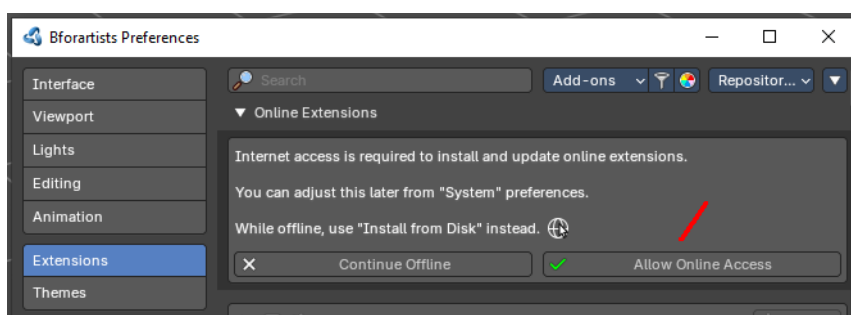 Bforartists Preferences
Interface
Viewport
Lights
Editing
Animation
Extensions
Themes
Search
Add-ons
Repositor...
Online Extensions
Internet access is required to install and update online extensions.
You can adjust this later from "System" preferences.
While offline, use "Install from Disk" instead.
Continue Offline
Allow Online Access